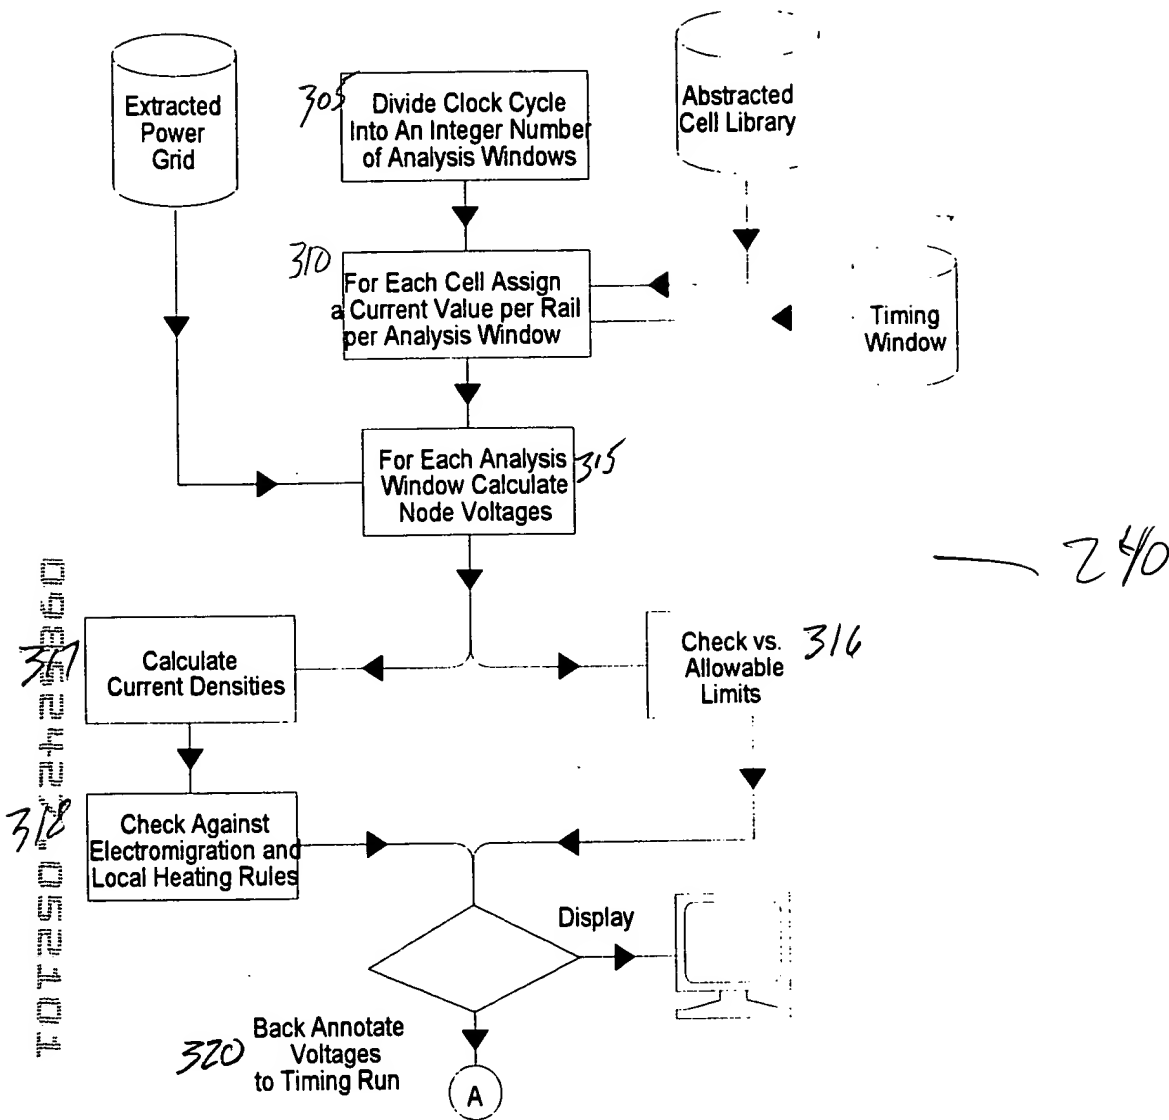 Extracted
Power
Grid
305
Divide Clock Cycle
Into An Integer Number
of Analysis Windows
Abstracted
Cell Library
310
For Each Cell Assign
a Current Value per Rail
per Analysis Window
Timing
Window
For Each Analysis
Window Calculate
Node Voltages
315
240
317
Calculate
Current Densities
Check vs.
Allowable
Limits
316
318
Check Against
Electromigration and
Local Heating Rules
Display
320
Back Annotate
Voltages
to Timing Run
A